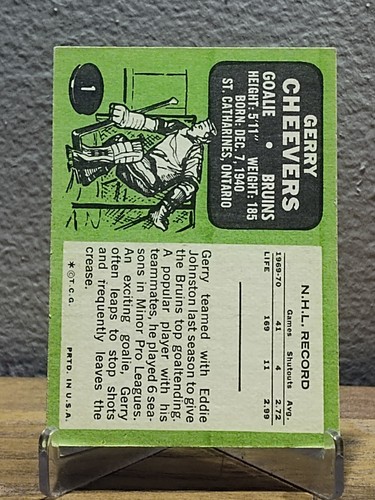 1
GERRY
CHEEVERS
GOALIE • BRUINS
HEIGHT: 5'11" WEIGHT: 185
BORN: DEC. 7, 1940
ST. CATHARINES, ONTARIO
N.H.L. RECORD
Games Shutouts Avg.
1969-70 41 4 2.72
LIFE 169 11 2.99
Gerry teamed with Eddie
Johnston last season to give
the Bruins top goaltending.
A popular player with his
teammates, he played 6 sea-
sons in Minor Pro Leagues.
An exciting goalie, Gerry
often leaps to stop shots
and frequently leaves the
crease.
* © T.C.G. PRTD. IN U.S.A.